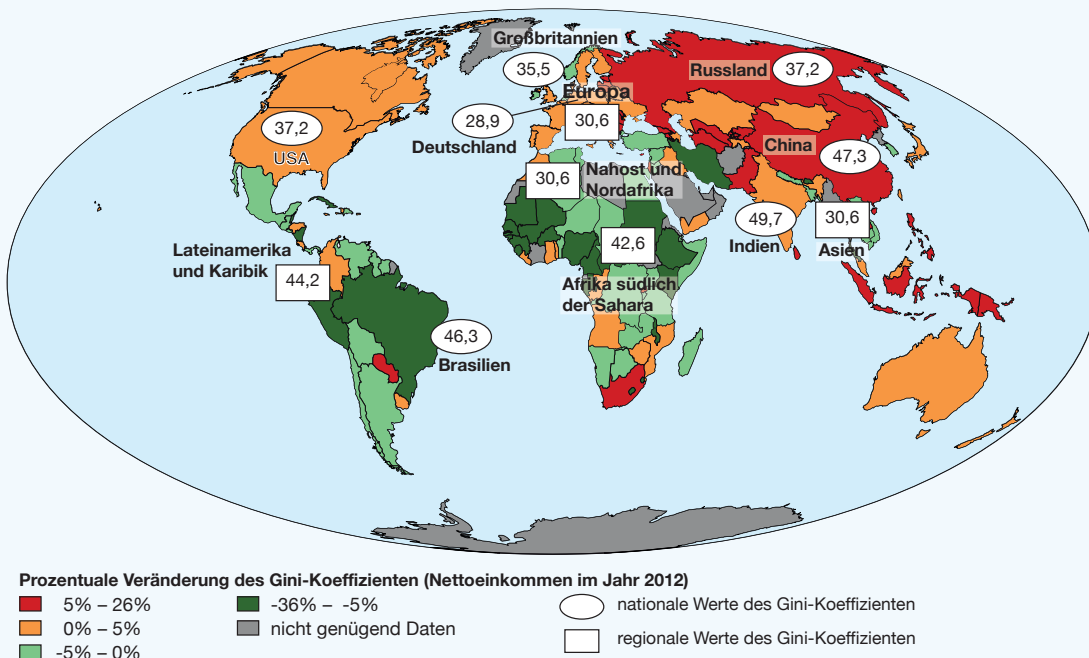 Großbritannien
35,5
Russland
37,2
Europa
30,6
37,2
USA
28,9
Deutschland
China
47,3
30,6
Nahost und
Nordafrika
49,7
Indien
30,6
Asien
Lateinamerika
und Karibik
44,2
42,6
Afrika südlich
der Sahara
46,3
Brasilien
Prozentuale Veränderung des Gini-Koeffizienten (Nettoeinkommen im Jahr 2012)
5% – 26%
0% – 5%
-5% – 0%
-36% – -5%
nicht genügend Daten
nationale Werte des Gini-Koeffizienten
regionale Werte des Gini-Koeffizienten